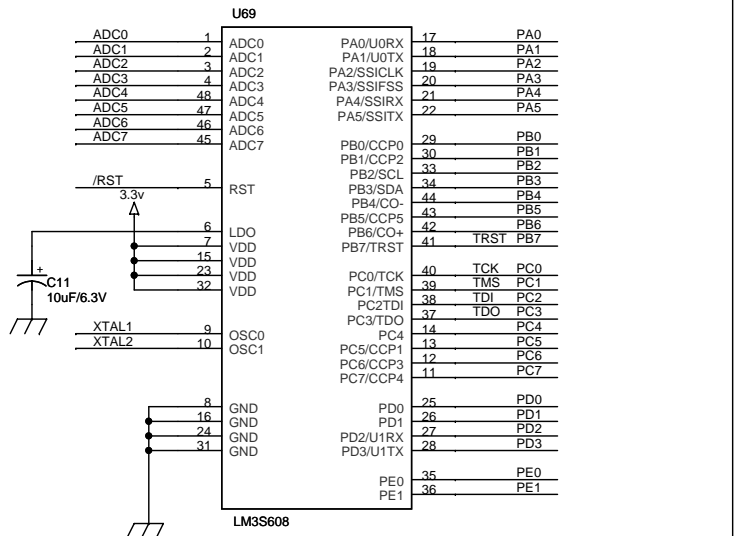 U69
ADC0 1 ADC0 PA0/U0RX 17 PA0
ADC1 2 ADC1 PA1/U0TX 18 PA1
ADC2 3 ADC2 PA2/SSICLK 19 PA2
ADC3 4 ADC3 PA3/SSIFSS 20 PA3
ADC4 48 ADC4 PA4/SSIRX 21 PA4
ADC5 47 ADC5 PA5/SSITX 22 PA5
ADC6 46 ADC6
ADC7 45 ADC7 PB0/CCP0 29 PB0
PB1/CCP2 30 PB1
PB2/SCL 33 PB2
/RST 5 RST PB3/SDA 34 PB3
3.3v PB4/CO- 44 PB4
PB5/CCP5 43 PB5
6 LDO PB6/CO+ 42 PB6
7 VDD PB7/TRST 41 TRST PB7
15 VDD
23 VDD PC0/TCK 40 TCK PC0
32 VDD PC1/TMS 39 TMS PC1
C11 PC2TDI 38 TDI PC2
10uF/6.3V PC3/TDO 37 TDO PC3
XTAL1 9 OSC0 PC4 14 PC4
XTAL2 10 OSC1 PC5/CCP1 13 PC5
PC6/CCP3 12 PC6
PC7/CCP4 11 PC7
8 GND PD0 25 PD0
16 GND PD1 26 PD1
24 GND PD2/U1RX 27 PD2
31 GND PD3/U1TX 28 PD3
PE0 35 PE0
PE1 36 PE1
LM3S608